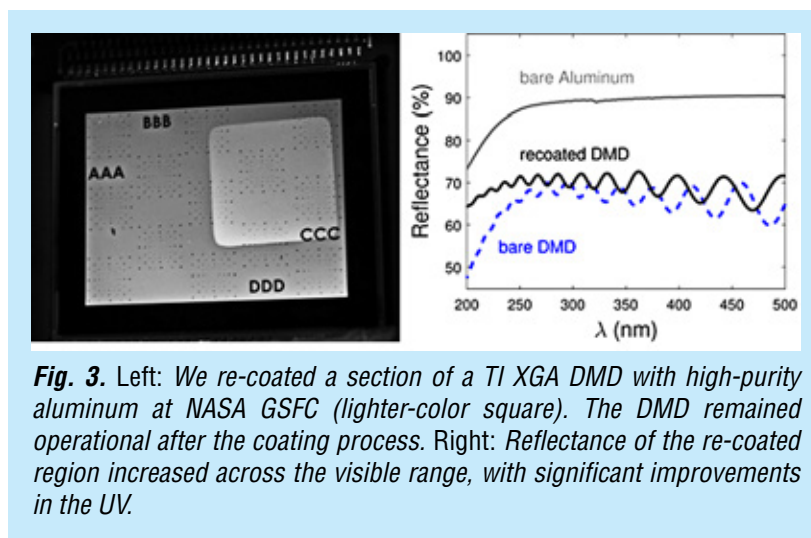 BBB
AAA
CCC
DDD
100
90
80
70
60
50
Reflectance (%)
bare Aluminum
recoated DMD
bare DMD
200 250 300 350 400 450 500
λ (nm)
Fig. 3. Left: We re-coated a section of a TI XGA DMD with high-purity
aluminum at NASA GSFC (lighter-color square). The DMD remained
operational after the coating process. Right: Reflectance of the re-coated
region increased across the visible range, with significant improvements
in the UV.